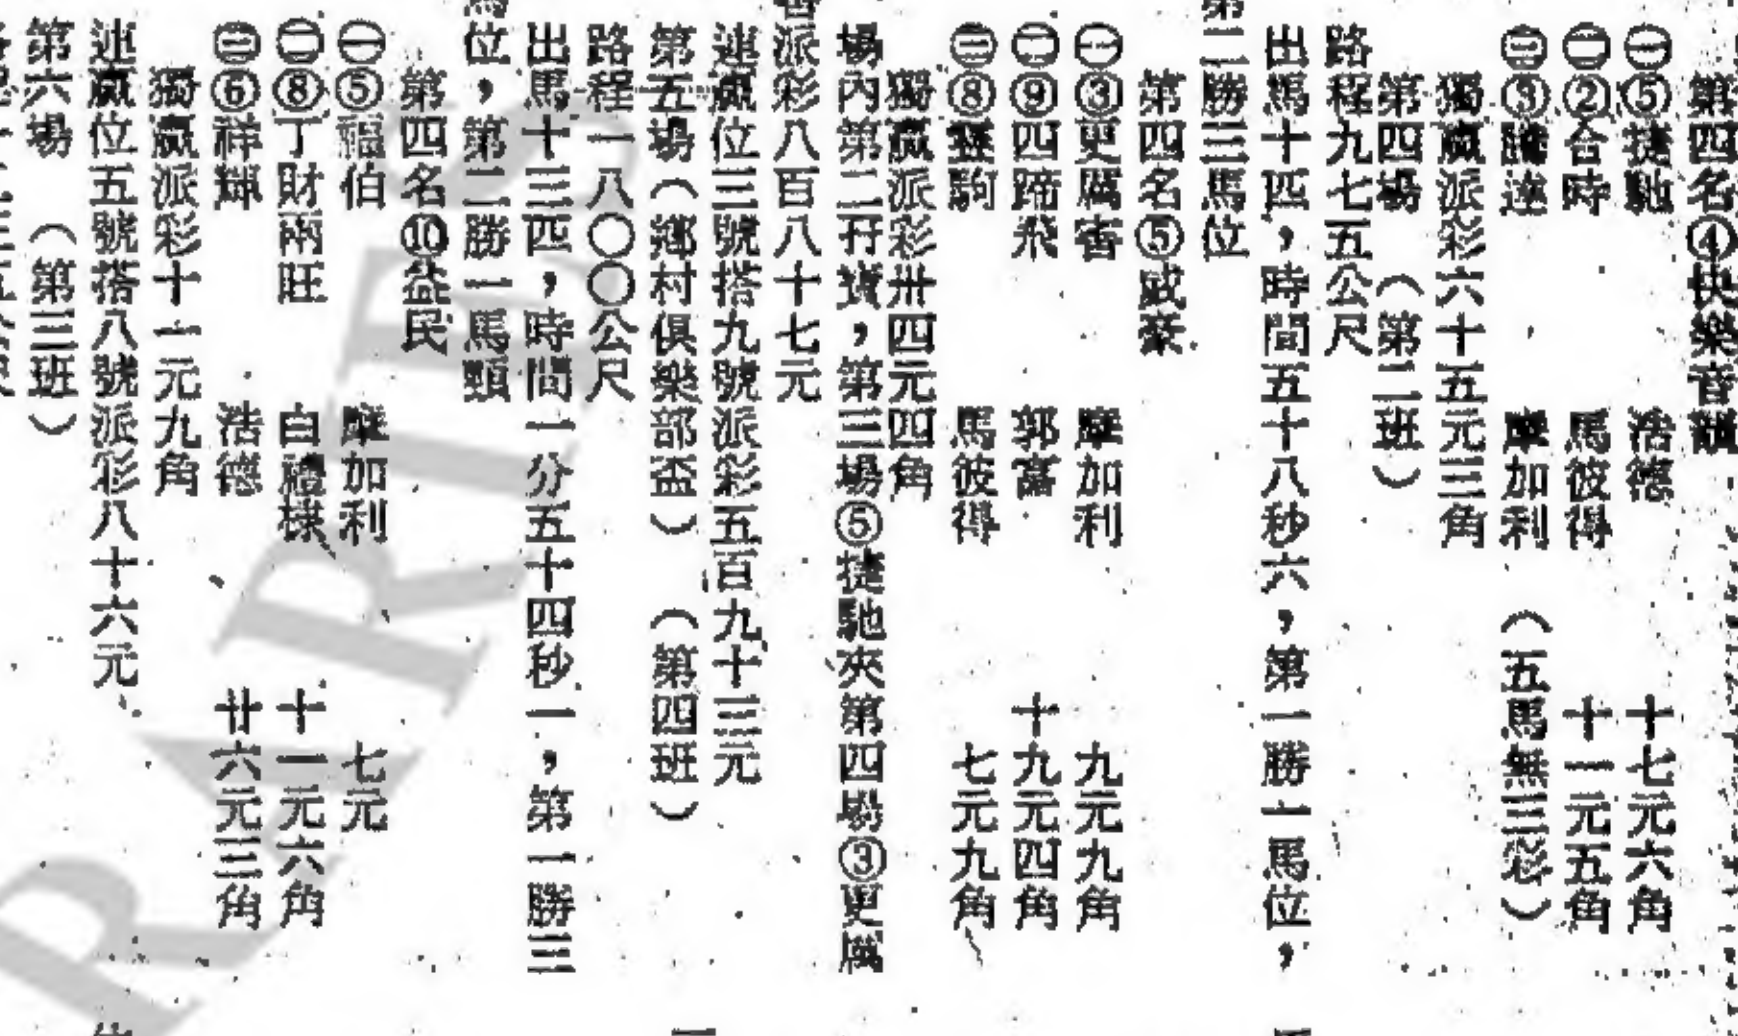 第四名④快樂音韻
㊀⑤捷馳 浩德 十七元六角
㊁②合時 馬彼得 十一元五角
㊂③騰達 摩加利 (五馬無三彩)
獨贏派彩六十五元三角
第四場 (第二班)
路程九七五公尺
出馬十四匹,時間五十八秒六,第一勝一馬位,
第二勝三馬位
第四名⑤威豪
㊀③更厲害 摩加利 九元九角
㊁⑨四蹄飛 郭富 十九元四角
㊂⑧ 駒 馬彼得 七元九角
獨贏派彩卅四元四角
場內第二孖寶,第三場⑤捷馳夾第四場③更厲
害派彩八百八十七元
連贏位三號搭九號派彩五百九十三元
第五場(鄉村俱樂部盃) (第四班)
路程一八〇〇公尺
出馬十三匹,時間一分五十四秒一,第一勝三
馬位,第二勝一馬頸
第四名⑩益民
㊀⑤福伯 摩加利 七元
㊁⑧丁財兩旺 白禮棣 十一元六角
㊂⑥祥輝 浩德 廿六元三角
獨贏派彩十一元九角
連贏位五號搭八號派彩八十六元
第六場 (第三班)
RARIES